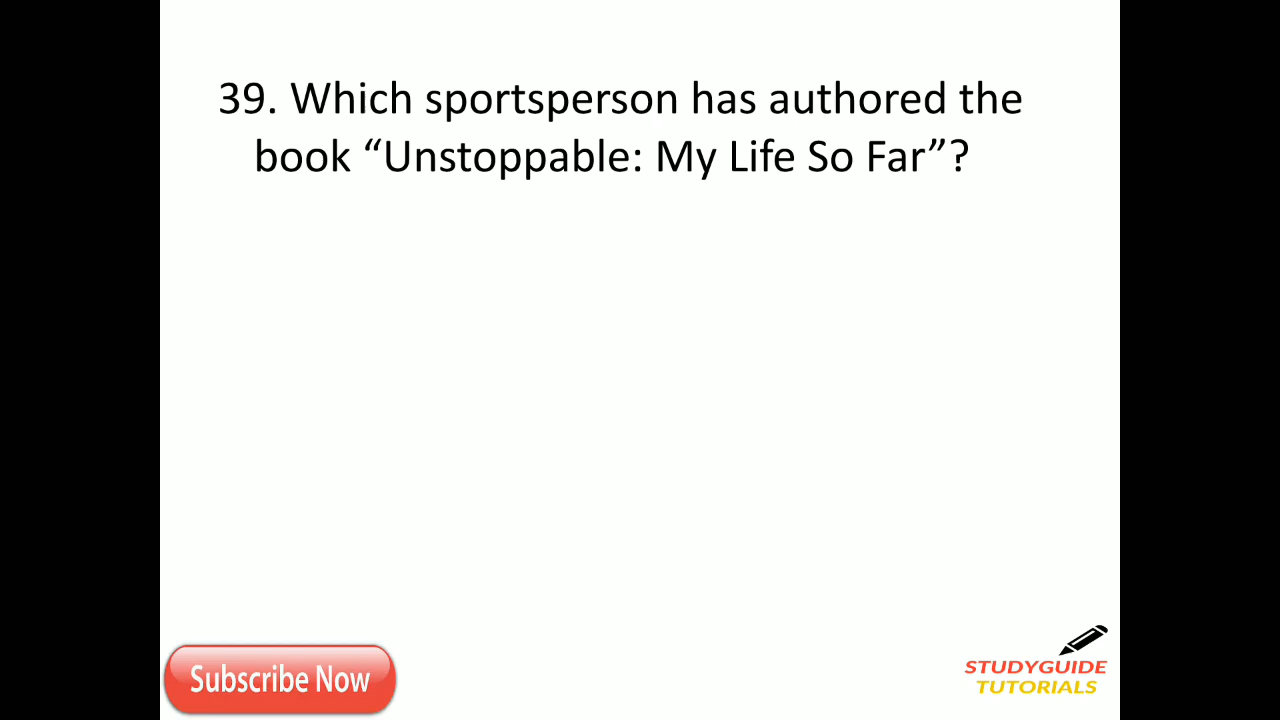 39. Which sportsperson has authored the
book “Unstoppable: My Life So Far”?
Subscribe Now
STUDYGUIDE
TUTORIALS